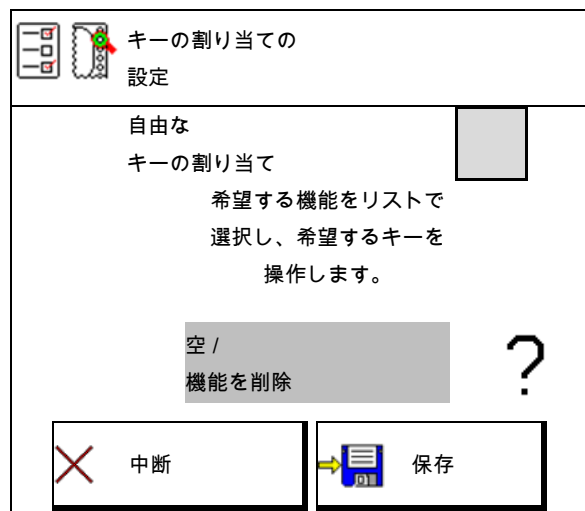 キーの割り当ての
設定
自由な
キーの割り当て
希望する機能をリストで
選択し、希望するキーを
操作します。
空 /
機能を削除
?
中断
保存